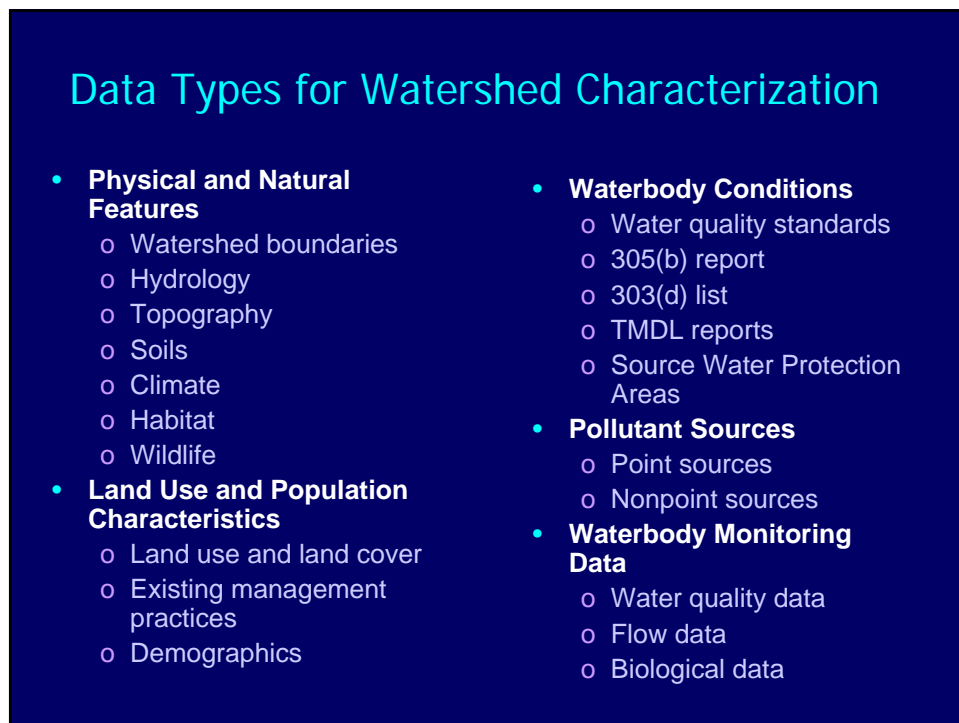 Data Types for Watershed Characterization
• Physical and Natural
Features
o Watershed boundaries
o Hydrology
o Topography
o Soils
o Climate
o Habitat
o Wildlife
• Land Use and Population
Characteristics
o Land use and land cover
o Existing management
practices
o Demographics
• Waterbody Conditions
o Water quality standards
o 305(b) report
o 303(d) list
o TMDL reports
o Source Water Protection
Areas
• Pollutant Sources
o Point sources
o Nonpoint sources
• Waterbody Monitoring
Data
o Water quality data
o Flow data
o Biological data